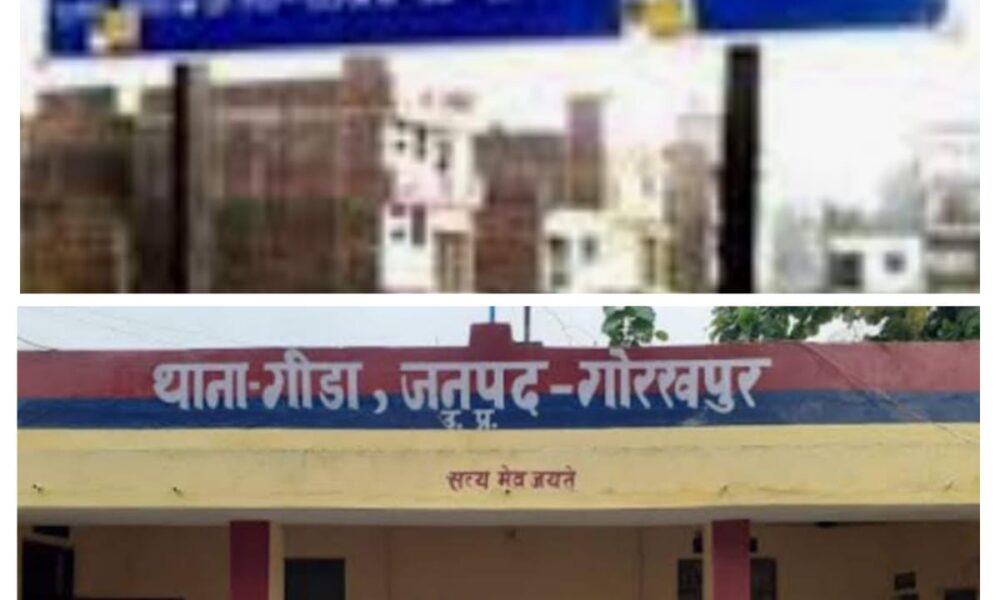 थाना-गीडा, जनपद-गोरखपुर
उ. प्र.
सत्य मेव जयते